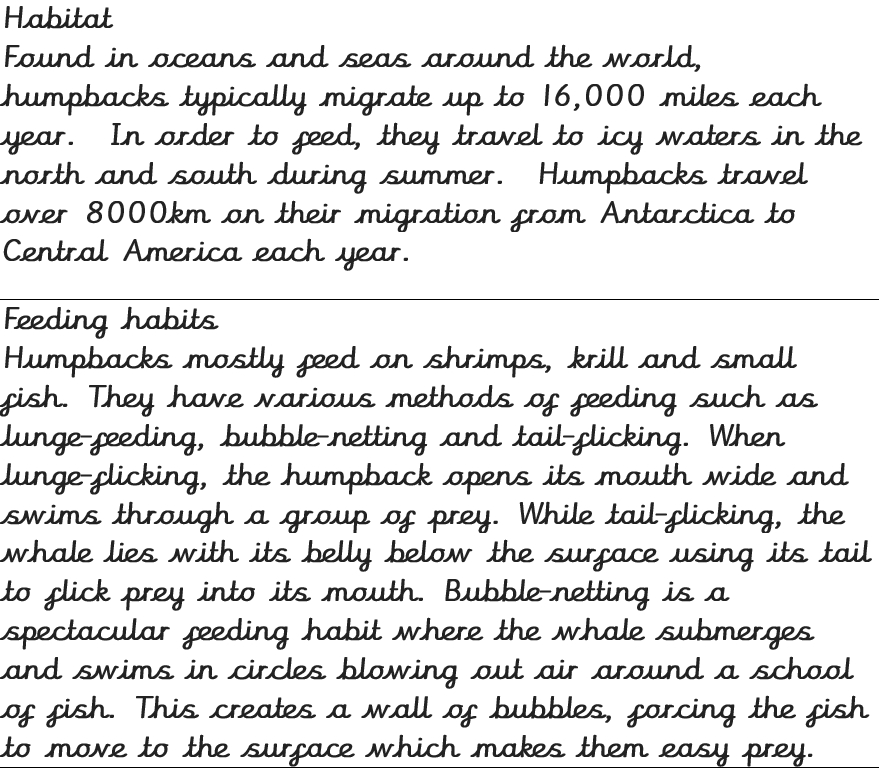 Habitat
Found in oceans and seas around the world,
humpbacks typically migrate up to 16,000 miles each
year. In order to feed, they travel to icy waters in the
north and south during summer. Humpbacks travel
over 8000km on their migration from Antarctica to
Central America each year.
Feeding habits
Humpbacks mostly feed on shrimps, krill and small
fish. They have various methods of feeding such as
lunge-feeding, bubble-netting and tail-flicking. When
lunge-flicking, the humpback opens its mouth wide and
swims through a group of prey. While tail-flicking, the
whale lies with its belly below the surface using its tail
to flick prey into its mouth. Bubble-netting is a
spectacular feeding habit where the whale submerges
and swims in circles blowing out air around a school
of fish. This creates a wall of bubbles, forcing the fish
to move to the surface which makes them easy prey.